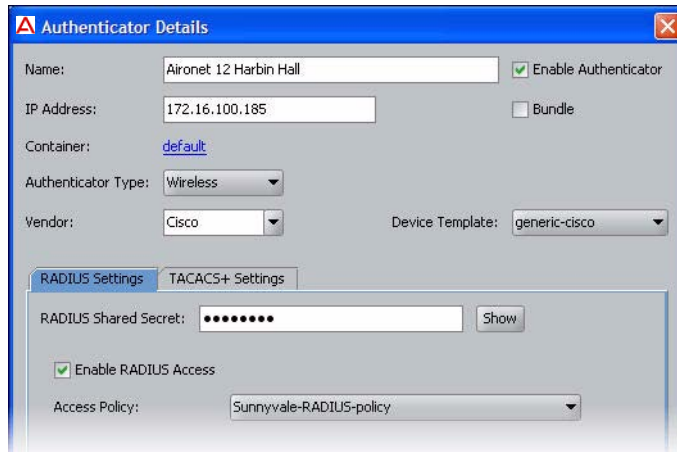 Authenticator Details
Name: Aironet 12 Harbin Hall Enable Authenticator
IP Address: 172.16.100.185 Bundle
Container: default
Authenticator Type: Wireless
Vendor: Cisco Device Template: generic-cisco
RADIUS Settings TACACS+ Settings
RADIUS Shared Secret: ●●●●●●●● Show
Enable RADIUS Access
Access Policy: Sunnyvale-RADIUS-policy